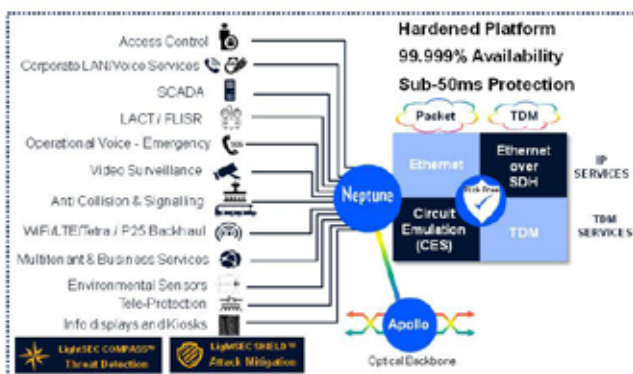 Access Control
Corporate LAN/Voice Services
SCADA
LACT / FLISR
Operational Voice - Emergency
Video Surveillance
Anti Collision & Signalling
WiFi/LTE/Tetra / P25 Backhaul
Multitenant & Business Services
Environmental Sensors
Tele-Protection
Info displays and Kiosks
LightSEC COMPASS™
Threat Detection
LightSEC SHIELD™
Attack Mitigation
Neptune
Apollo
Optical Backbone
Hardened Platform
99.999% Availability
Sub-50ms Protection
Packet
TDM
Ethernet
Ethernet
over
SDH
IP
SERVICES
Circuit
Emulation
(CES)
TDM
TDM
SERVICES